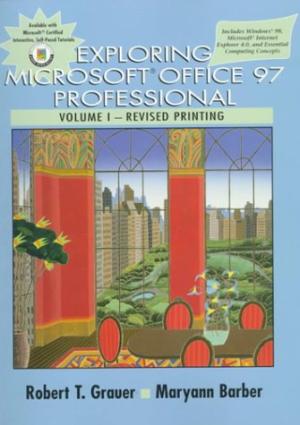 Available with
Microsoft® Certified
Interactive, Self-Paced Tutorials
Includes Windows® 98,
Microsoft® Internet
Explorer 4.0, and Essential
Computing Concepts
EXPLORING
MICROSOFT® OFFICE 97
PROFESSIONAL
VOLUME I – REVISED PRINTING
Robert T. Grauer ■ Maryann Barber